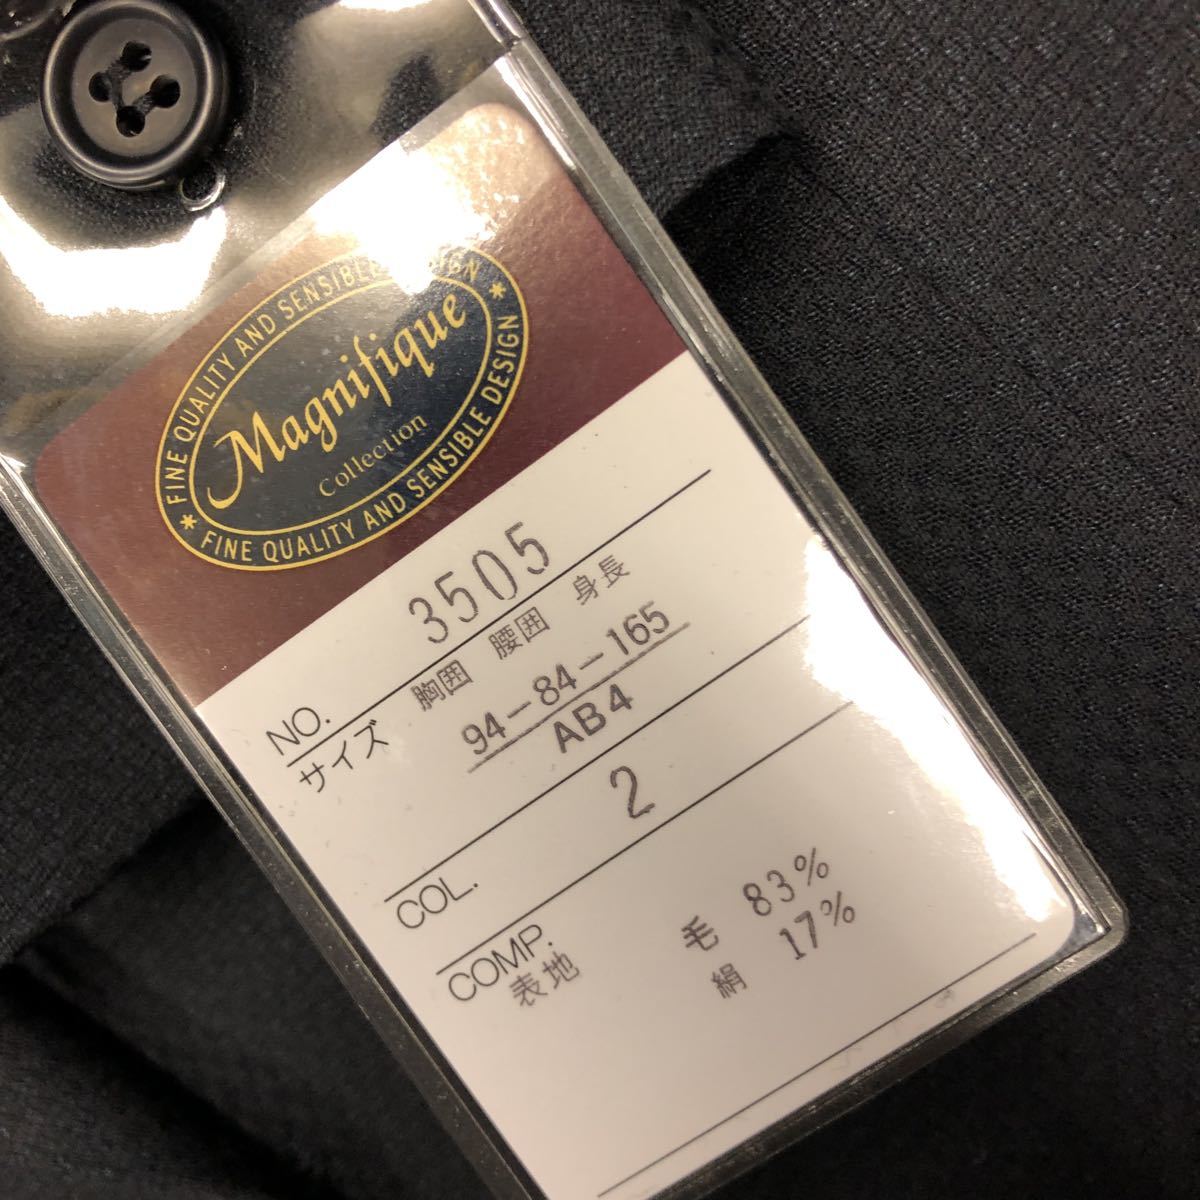 FINE QUALITY AND SENSIBLE DESIGN
Magnifique
Collection
FINE QUALITY AND SENSIBLE DESIGN
NO. 3505
サイズ 胸囲 腰囲 身長
94-84-165
AB4
COL. 2
COMP.
表地 毛 83%
絹 17%